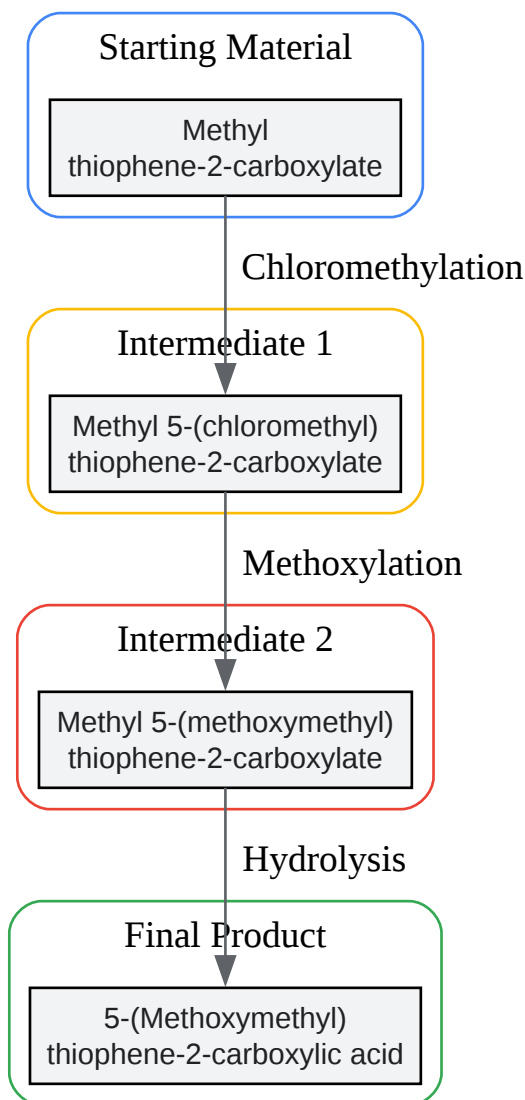 Starting Material
Methyl
thiophene-2-carboxylate
Chloromethylation
Intermediate 1
Methyl 5-(chloromethyl)
thiophene-2-carboxylate
Methoxylation
Intermediate 2
Methyl 5-(methoxymethyl)
thiophene-2-carboxylate
Hydrolysis
Final Product
5-(Methoxymethyl)
thiophene-2-carboxylic acid